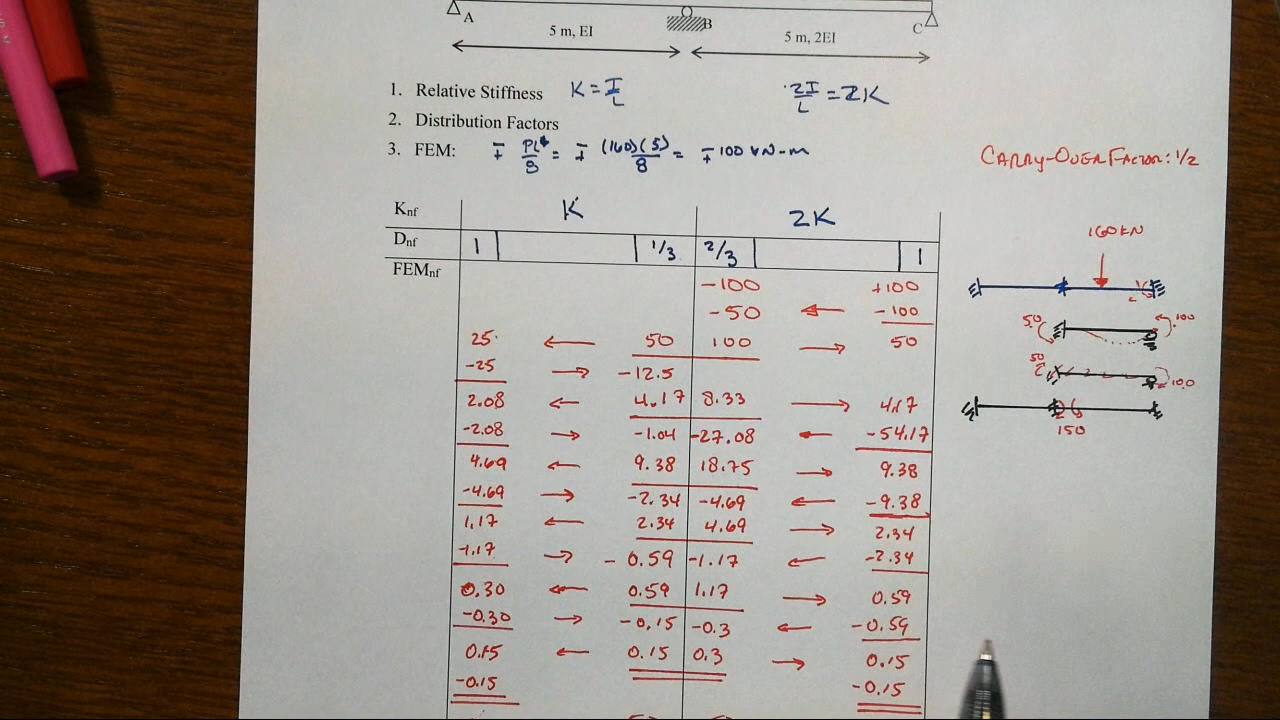 A B C
5 m, EI 5 m, 2EI
1. Relative Stiffness K = I/L 2I/L = 2K
2. Distribution Factors
3. FEM: ∓ PL/8 = ∓ (160)(5)/8 = ∓100 kN-m
CARRY-OVER FACTOR: 1/2
Knf K 2K
Dnf 1 1/3 2/3 1
FEMnf
-100 +100
-50 ← -100
25 ← 50 100 → 50
-25 → -12.5
2.08 ← 4.17 8.33 → 4.17
-2.08 → -1.04 -27.08 ← -54.17
4.69 ← 9.38 18.75 → 9.38
-4.69 → -2.34 -4.69 ← -9.38
1.17 ← 2.34 4.69 → 2.34
-1.17 → -0.59 -1.17 ← -2.34
0.30 ← 0.59 1.17 → 0.59
-0.30 → -0.15 -0.3 ← -0.59
0.15 ← 0.15 0.3 → 0.15
-0.15 -0.15
160 kN
50 100
50 100
150